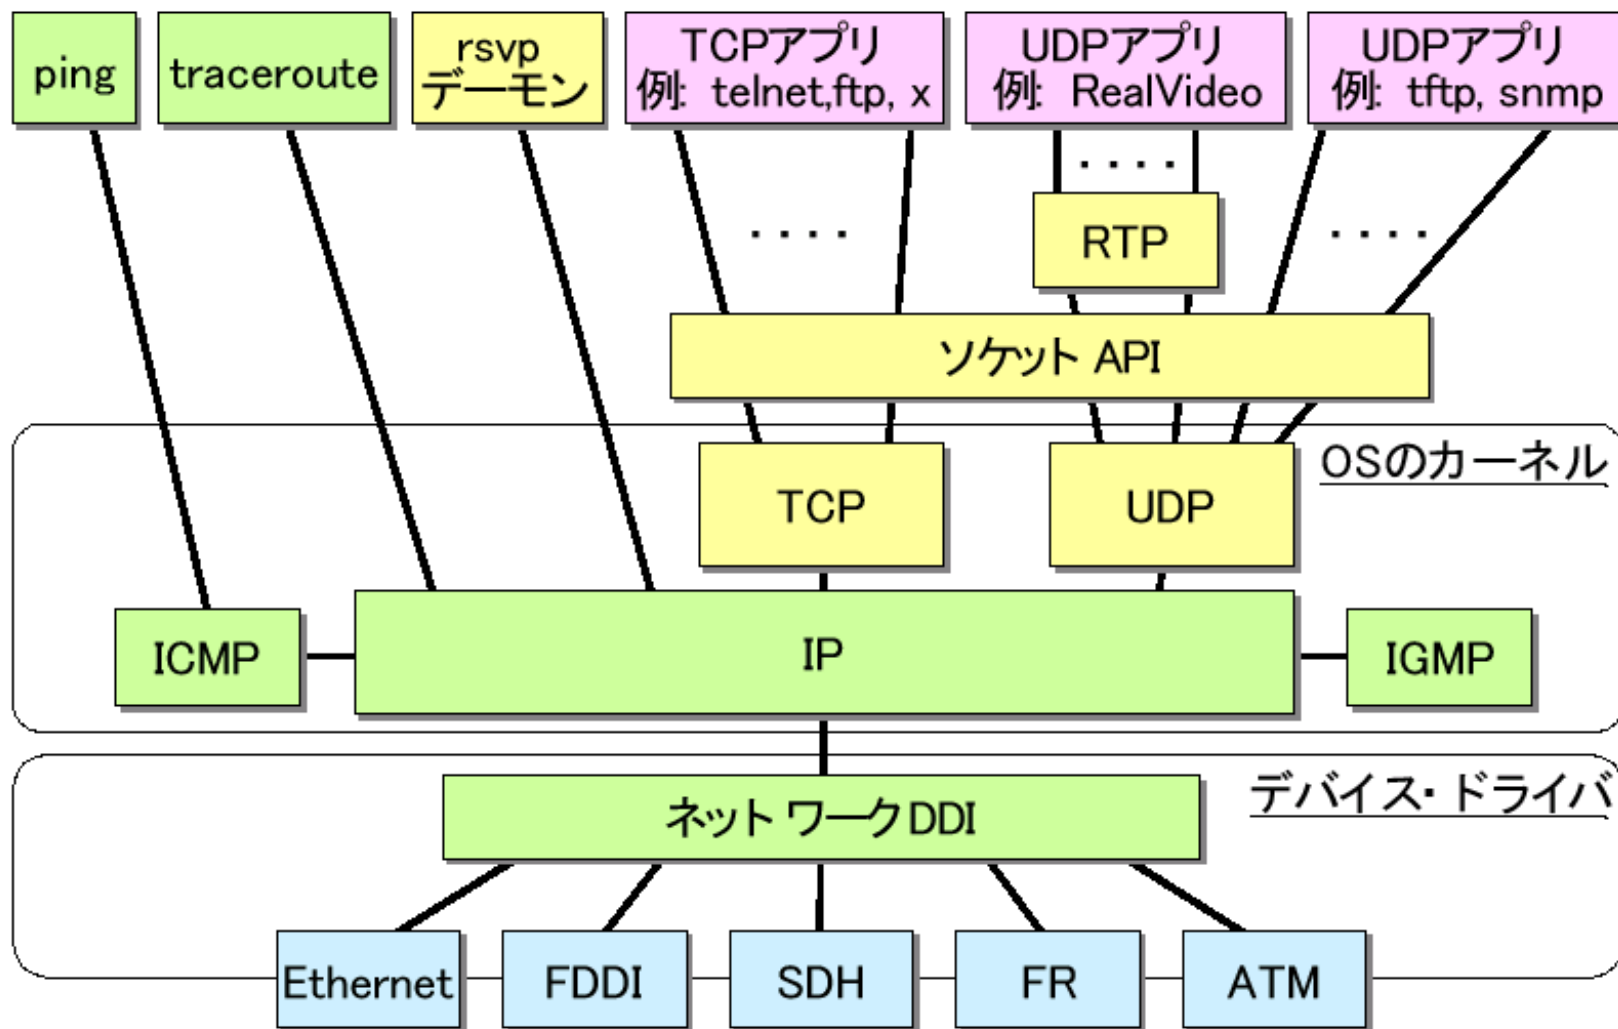 ping
traceroute
rsvp
デーモン
TCPアプリ
例: telnet,ftp, x
UDPアプリ
例: RealVideo
UDPアプリ
例: tftp, snmp
‥‥
RTP
‥‥
‥‥
ソケット API
OSのカーネル
TCP
UDP
ICMP
IP
IGMP
デバイス・ドライバ
ネットワークDDI
Ethernet
FDDI
SDH
FR
ATM